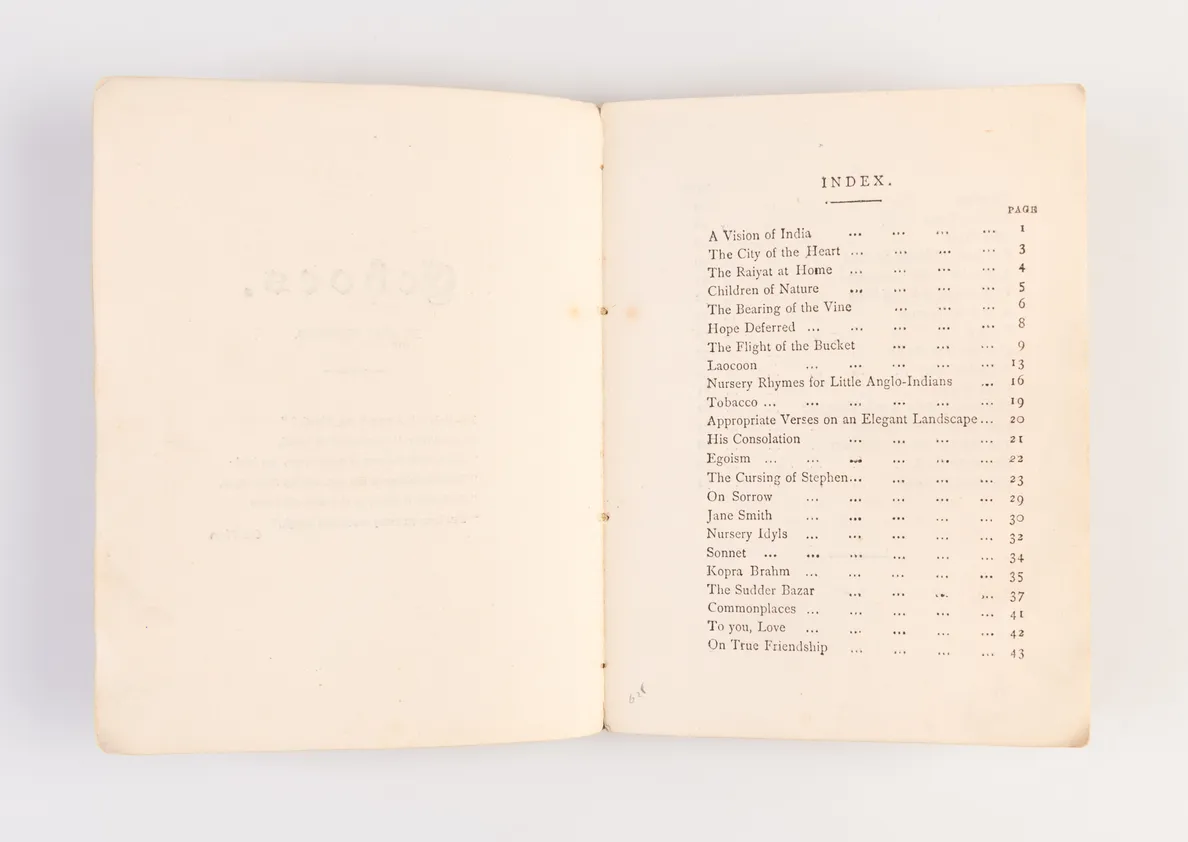 Echoes.
INDEX.
PAGE
A Vision of India ... ... ... ... 1
The City of the Heart ... ... ... ... 3
The Raiyat at Home ... ... ... ... 4
Children of Nature ... ... ... ... 5
The Bearing of the Vine ... ... ... 6
Hope Deferred ... ... ... ... ... 8
The Flight of the Bucket ... ... ... 9
Laocoon ... ... ... ... ... 13
Nursery Rhymes for Little Anglo-Indians ... 16
Tobacco ... ... ... ... ... ... 19
Appropriate Verses on an Elegant Landscape ... 20
His Consolation ... ... ... ... 21
Egoism ... ... ... ... ... ... 22
The Cursing of Stephen... ... ... ... 23
On Sorrow ... ... ... ... ... 29
Jane Smith ... ... ... ... ... 30
Nursery Idyls ... ... ... ... ... 32
Sonnet ... ... ... ... ... ... 34
Kopra Brahm ... ... ... ... ... 35
The Sudder Bazar ... ... ... ... 37
Commonplaces ... ... ... ... ... 41
To you, Love ... ... ... ... ... 42
On True Friendship ... ... ... ... 43